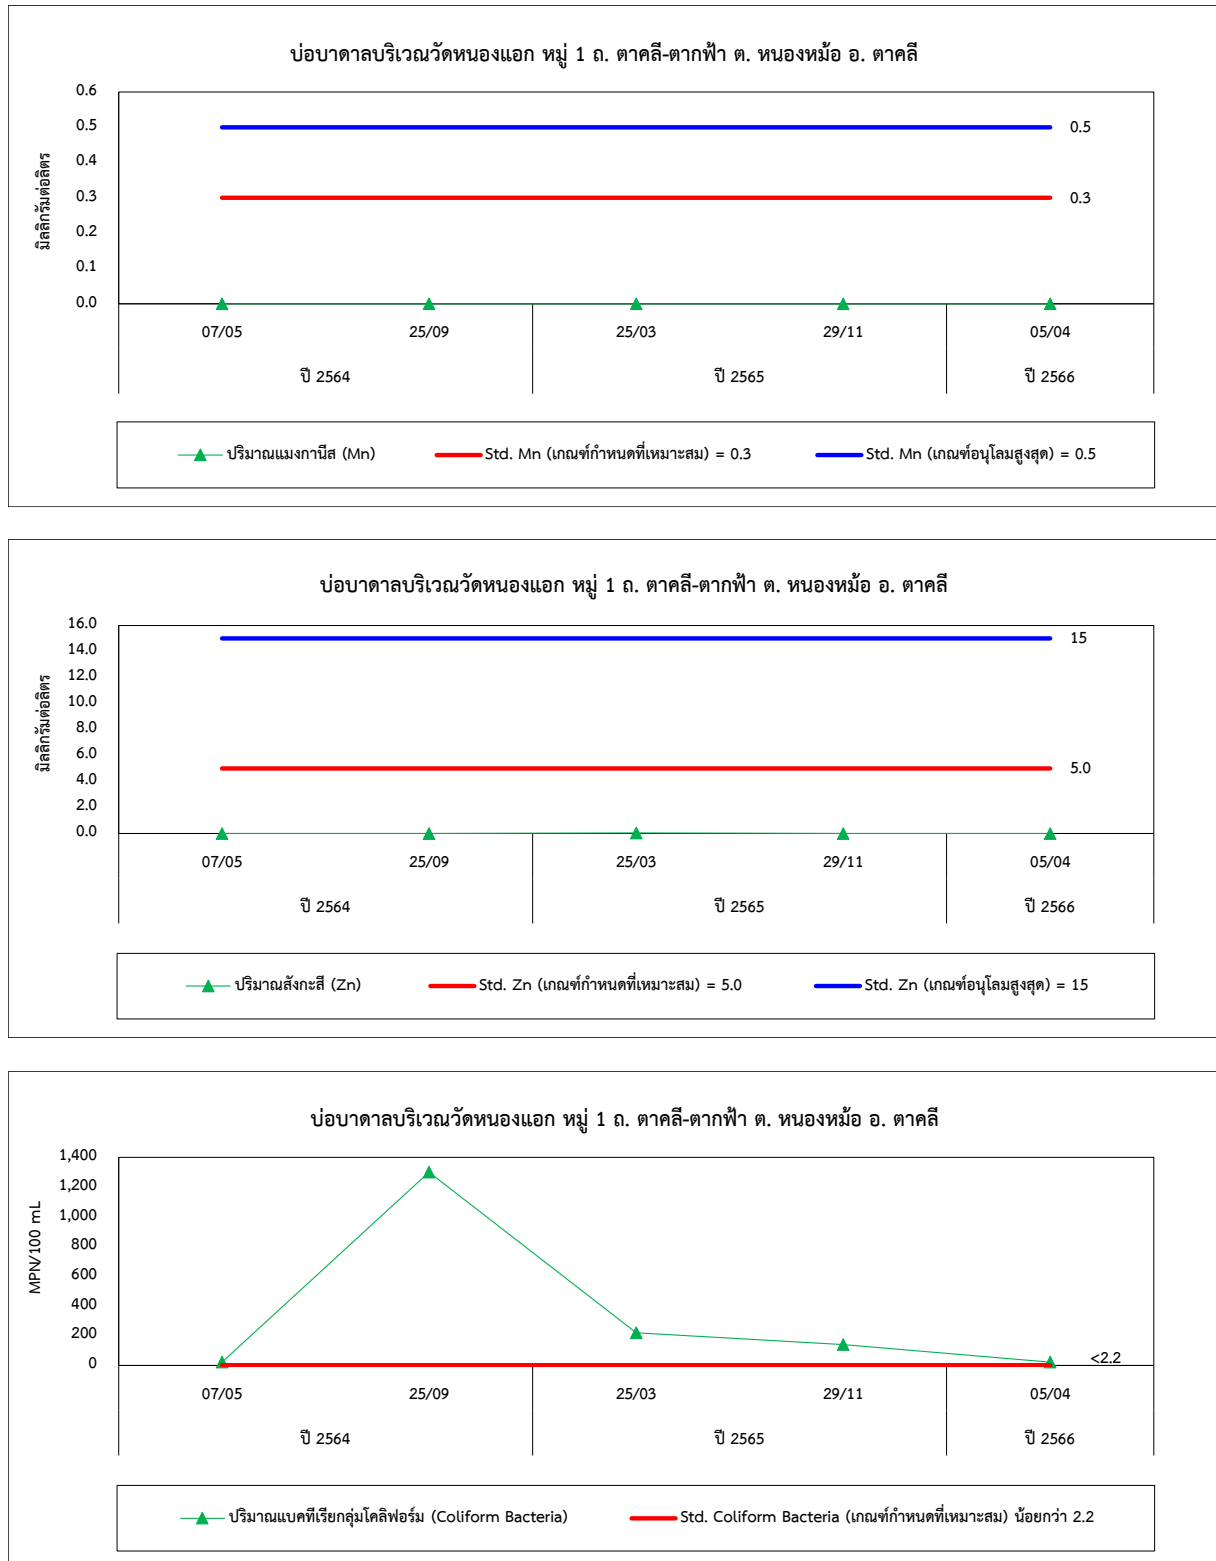 บ่อบาดาลบริเวณวัดหนองแอก หมู่ 1 ถ. ตาคลี-ตากฟ้า ต. หนองหม้อ อ. ตาคลี
มิลลิกรัมต่อลิตร
0.6
0.5
0.4
0.3
0.2
0.1
0.0
0.5
0.3
07/05 25/09 25/03 29/11 05/04
ปี 2564 ปี 2565 ปี 2566
ปริมาณแมงกานีส (Mn) Std. Mn (เกณฑ์กำหนดที่เหมาะสม) = 0.3 Std. Mn (เกณฑ์อนุโลมสูงสุด) = 0.5
บ่อบาดาลบริเวณวัดหนองแอก หมู่ 1 ถ. ตาคลี-ตากฟ้า ต. หนองหม้อ อ. ตาคลี
มิลลิกรัมต่อลิตร
16.0
14.0
12.0
10.0
8.0
6.0
4.0
2.0
0.0
15
5.0
07/05 25/09 25/03 29/11 05/04
ปี 2564 ปี 2565 ปี 2566
ปริมาณสังกะสี (Zn) Std. Zn (เกณฑ์กำหนดที่เหมาะสม) = 5.0 Std. Zn (เกณฑ์อนุโลมสูงสุด) = 15
บ่อบาดาลบริเวณวัดหนองแอก หมู่ 1 ถ. ตาคลี-ตากฟ้า ต. หนองหม้อ อ. ตาคลี
MPN/100 mL
1,400
1,200
1,000
800
600
400
200
0
<2.2
07/05 25/09 25/03 29/11 05/04
ปี 2564 ปี 2565 ปี 2566
ปริมาณแบคทีเรียกลุ่มโคลิฟอร์ม (Coliform Bacteria) Std. Coliform Bacteria (เกณฑ์กำหนดที่เหมาะสม) น้อยกว่า 2.2